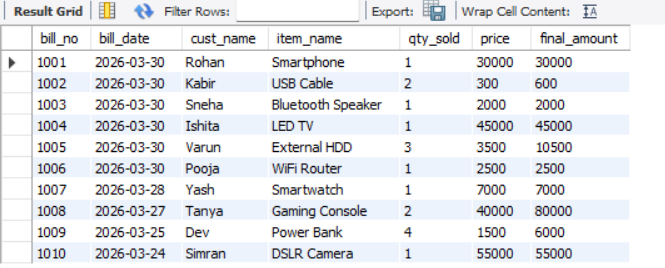 Result Grid Filter Rows: Export: Wrap Cell Content: IA
bill_no bill_date cust_name item_name qty_sold price final_amount
1001 2026-03-30 Rohan Smartphone 1 30000 30000
1002 2026-03-30 Kabir USB Cable 2 300 600
1003 2026-03-30 Sneha Bluetooth Speaker 1 2000 2000
1004 2026-03-30 Ishita LED TV 1 45000 45000
1005 2026-03-30 Varun External HDD 3 3500 10500
1006 2026-03-30 Pooja WiFi Router 1 2500 2500
1007 2026-03-28 Yash Smartwatch 1 7000 7000
1008 2026-03-27 Tanya Gaming Console 2 40000 80000
1009 2026-03-25 Dev Power Bank 4 1500 6000
1010 2026-03-24 Simran DSLR Camera 1 55000 55000